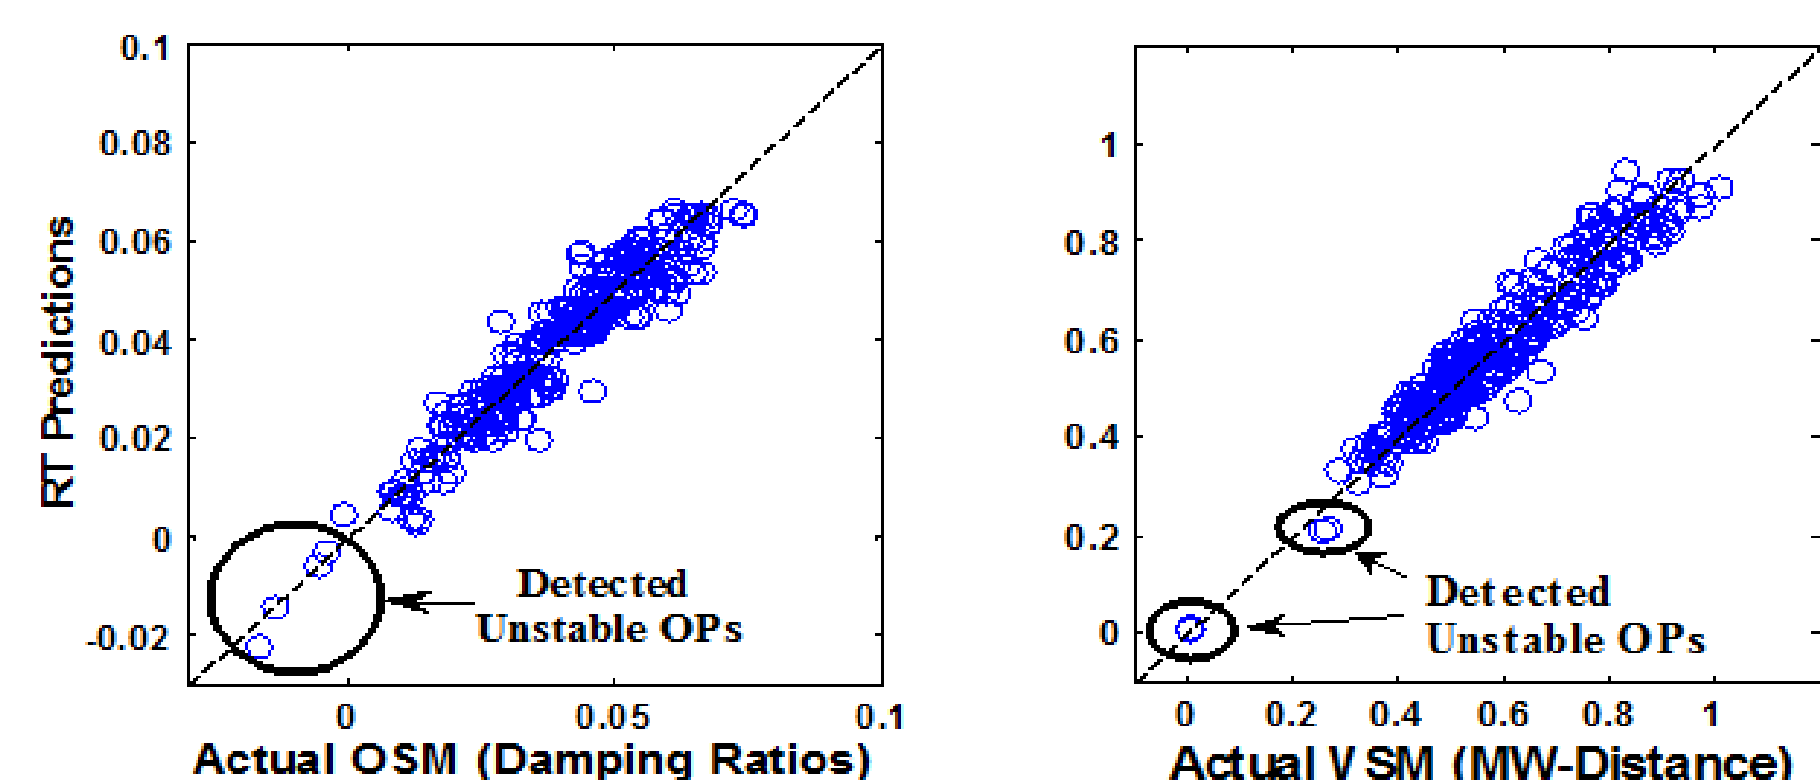 RT Predictions
0.1
0.08
0.06
0.04
0.02
0
-0.02
Detected
Unstable OPs
0 0.05 0.1
Actual OSM (Damping Ratios)
1
0.8
0.6
0.4
0.2
0
Detected
Unstable OPs
0 0.2 0.4 0.6 0.8 1
Actual VSM (MW-Distance)